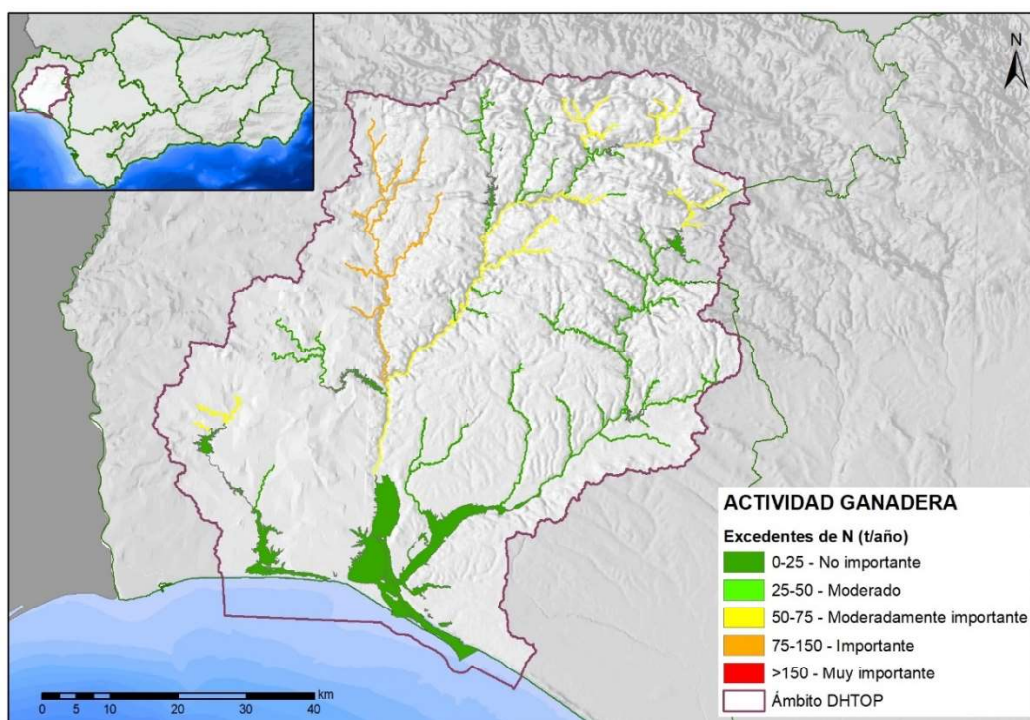 N
ACTIVIDAD GANADERA
Excedentes de N (t/año)
0-25 - No importante
25-50 - Moderado
50-75 - Moderadamente importante
75-150 - Importante
>150 - Muy importante
Ámbito DHTOP
km
0 10 20 30 40